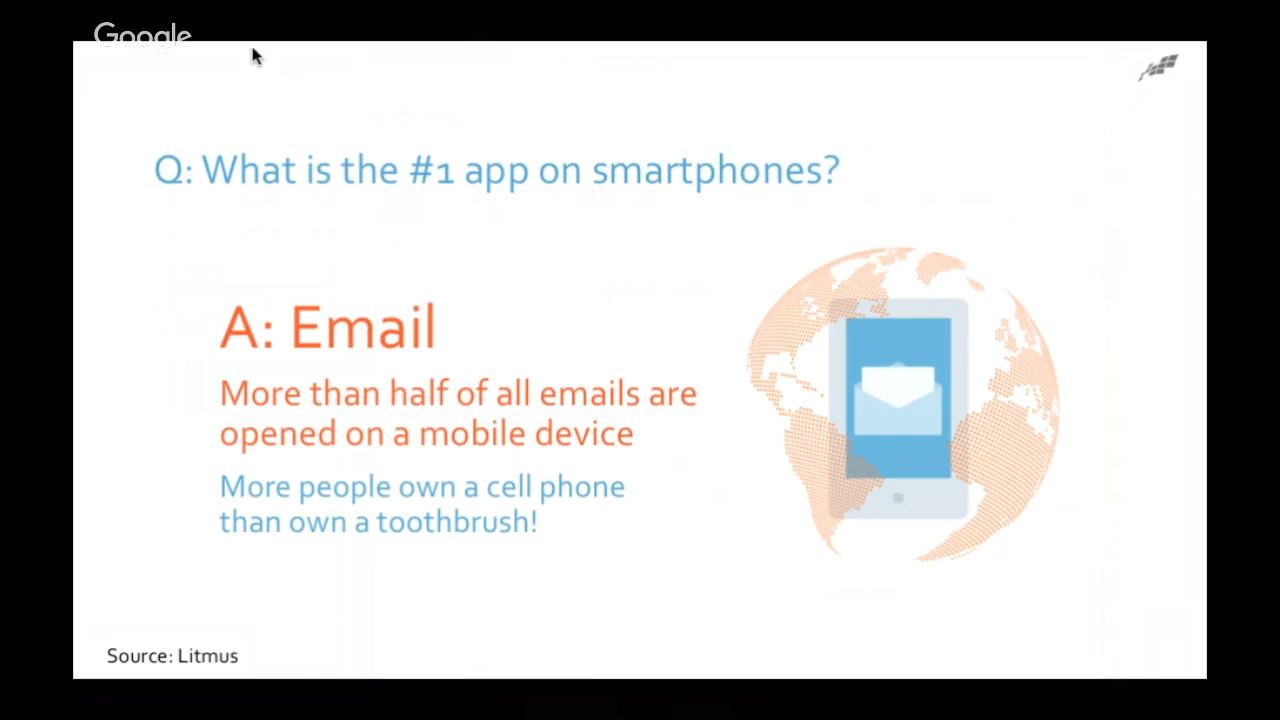 Google
Q: What is the #1 app on smartphones?
A: Email
More than half of all emails are
opened on a mobile device
More people own a cell phone
than own a toothbrush!
Source: Litmus